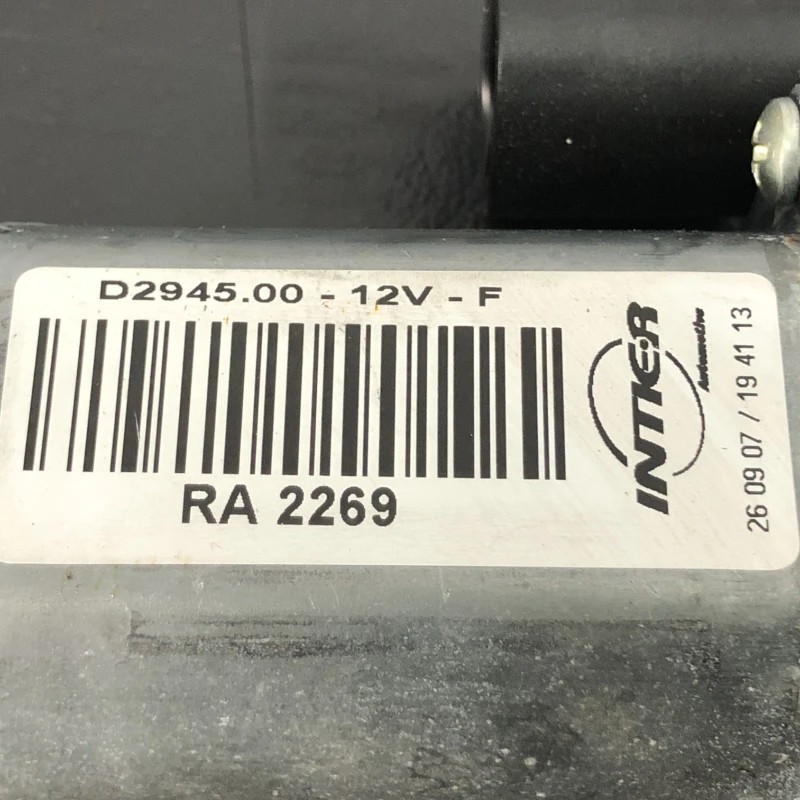 D2945.00 - 12V - F
RA 2269
INTIER
Automotive
26 09 07 / 19 41 13